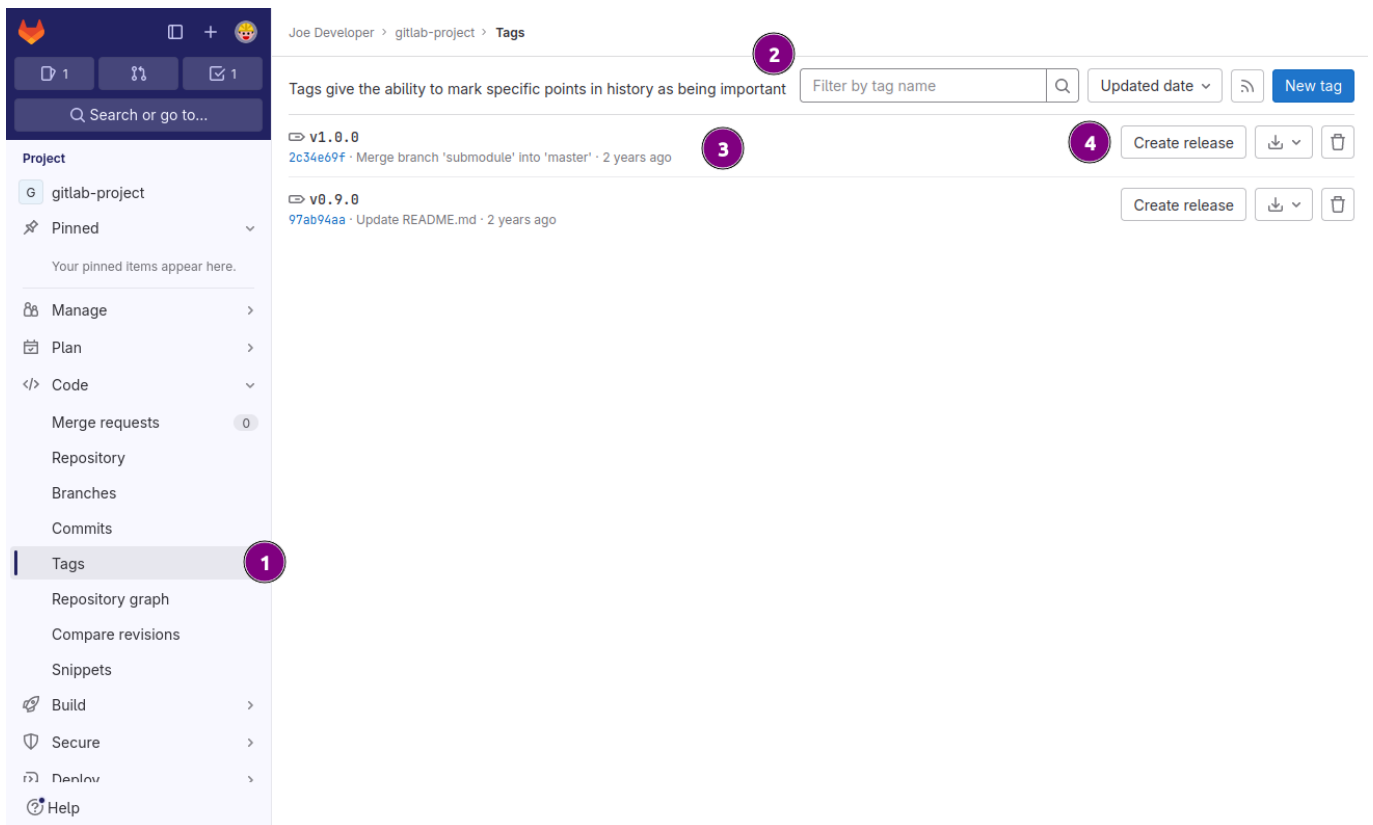 Joe Developer > gitlab-project > Tags
1
1
Search or go to...
Project
G gitlab-project
Pinned
Your pinned items appear here.
Manage
Plan
Code
Merge requests 0
Repository
Branches
Commits
Tags
1
Repository graph
Compare revisions
Snippets
Build
Secure
Deploy
Help
2
Tags give the ability to mark specific points in history as being important
Filter by tag name
Updated date
New tag
v1.0.0
2c34e69f · Merge branch 'submodule' into 'master' · 2 years ago
3
4
Create release
v0.9.0
97ab94aa · Update README.md · 2 years ago
Create release